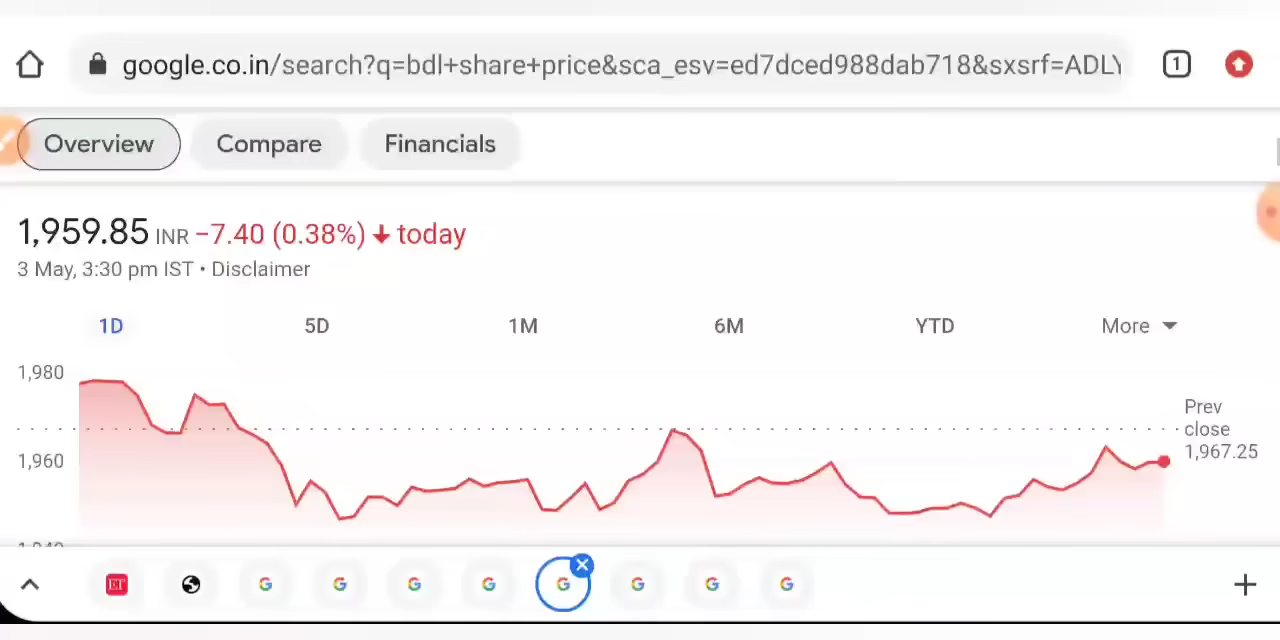 google.co.in/search?q=bdl+share+price&sca_esv=ed7dced988dab718&sxsrf=ADLY
1
Overview Compare Financials
1,959.85 INR −7.40 (0.38%) today
3 May, 3:30 pm IST • Disclaimer
1D 5D 1M 6M YTD More
1,980
Prev
close
1,967.25
1,960
ET